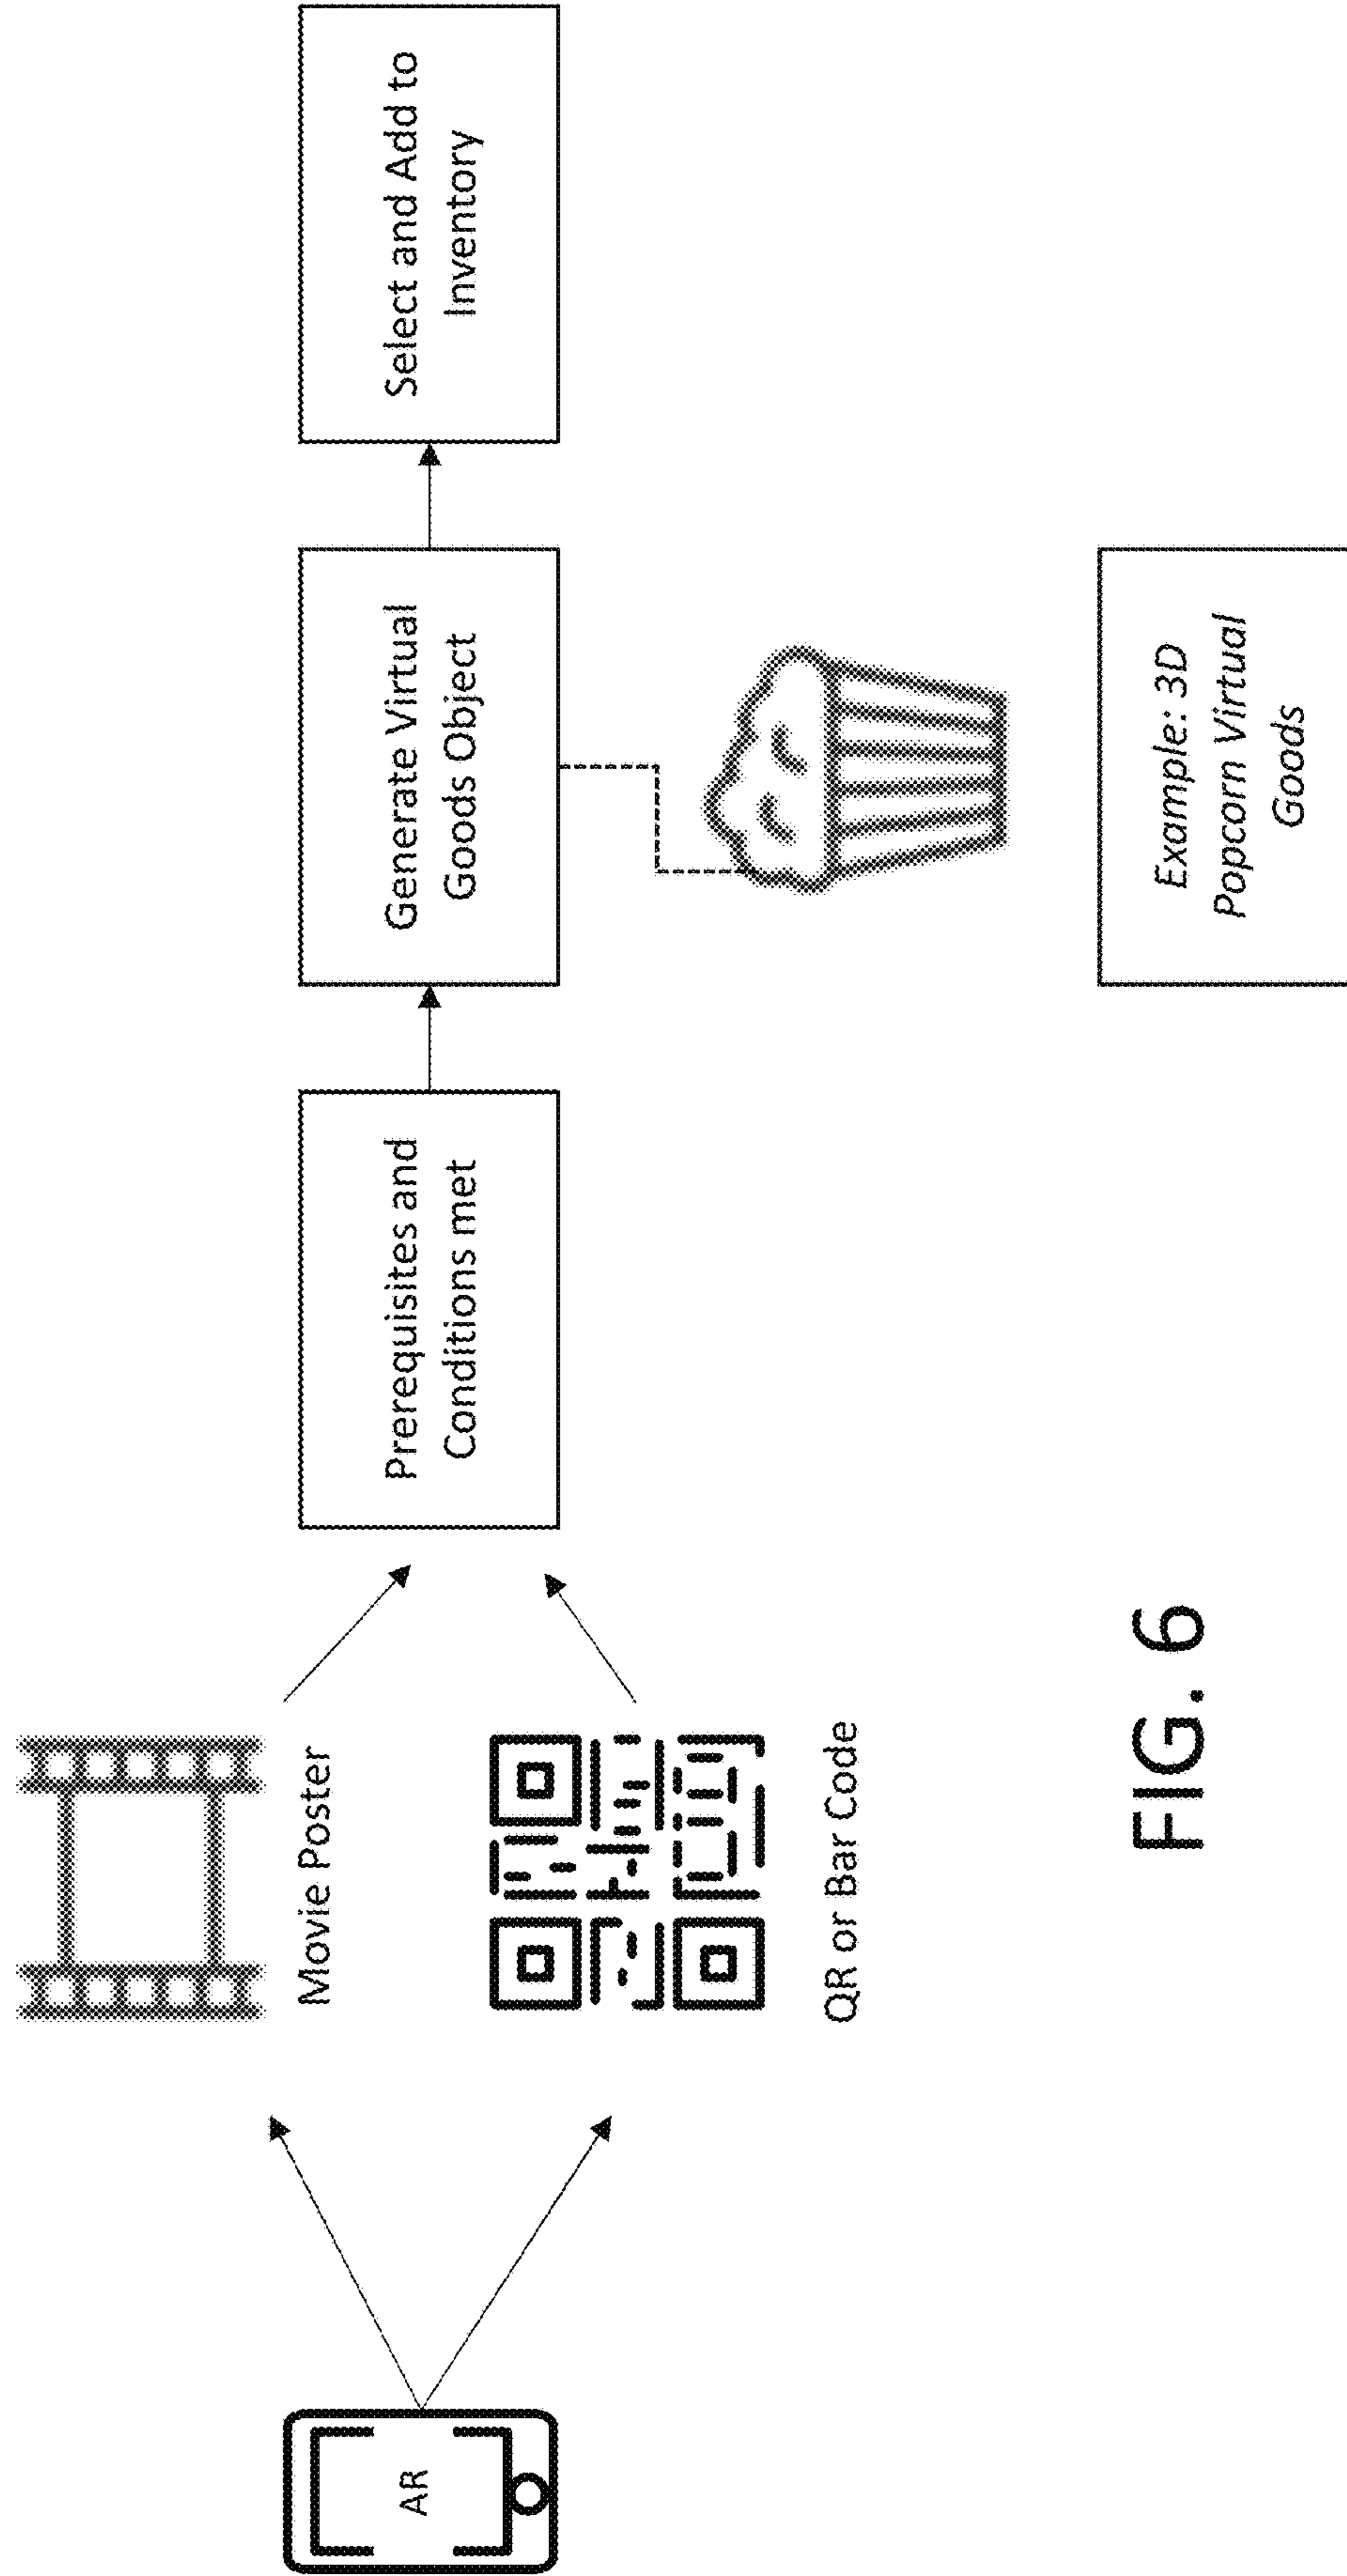 AR
Movie Poster
QR or Bar Code
Prerequisites and
Conditions met
Generate Virtual
Goods Object
Select and Add to
Inventory
Example: 3D
Popcorn Virtual
Goods
FIG. 6